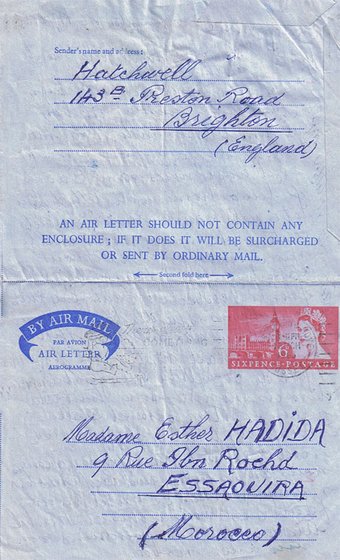 Sender's name and address:
Hatchwell
143B Preston Road
Brighton
(England)
AN AIR LETTER SHOULD NOT CONTAIN ANY
ENCLOSURE; IF IT DOES IT WILL BE SURCHARGED
OR SENT BY ORDINARY MAIL.
Second fold here
BY AIR MAIL
PAR AVION
AIR LETTER
AEROGRAMME
6D
SIXPENCE·POSTAGE
Madame Esther HADIDA
9 Rue Ibn Rochd
ESSAOUIRA
(Morocco)